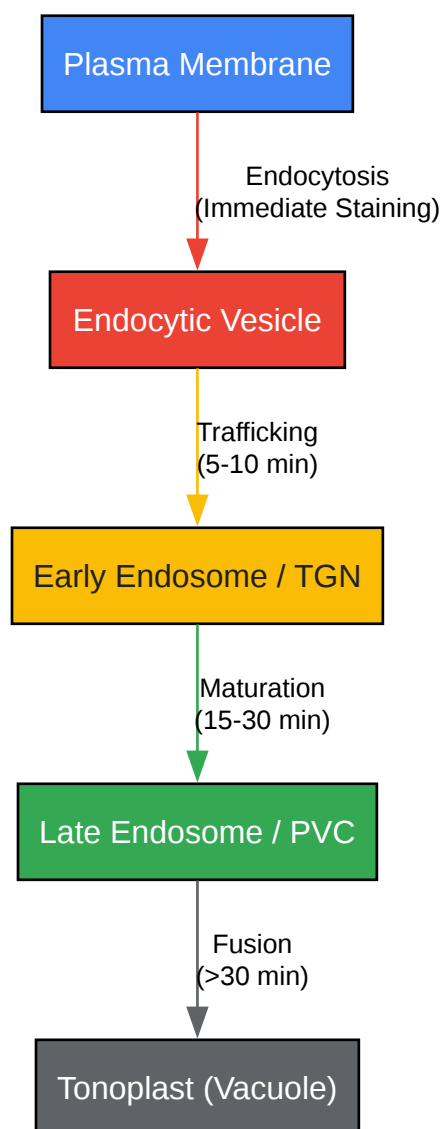 Plasma Membrane
Endocytosis
(Immediate Staining)
Endocytic Vesicle
Trafficking
(5-10 min)
Early Endosome / TGN
Maturation
(15-30 min)
Late Endosome / PVC
Fusion
(>30 min)
Tonoplast (Vacuole)